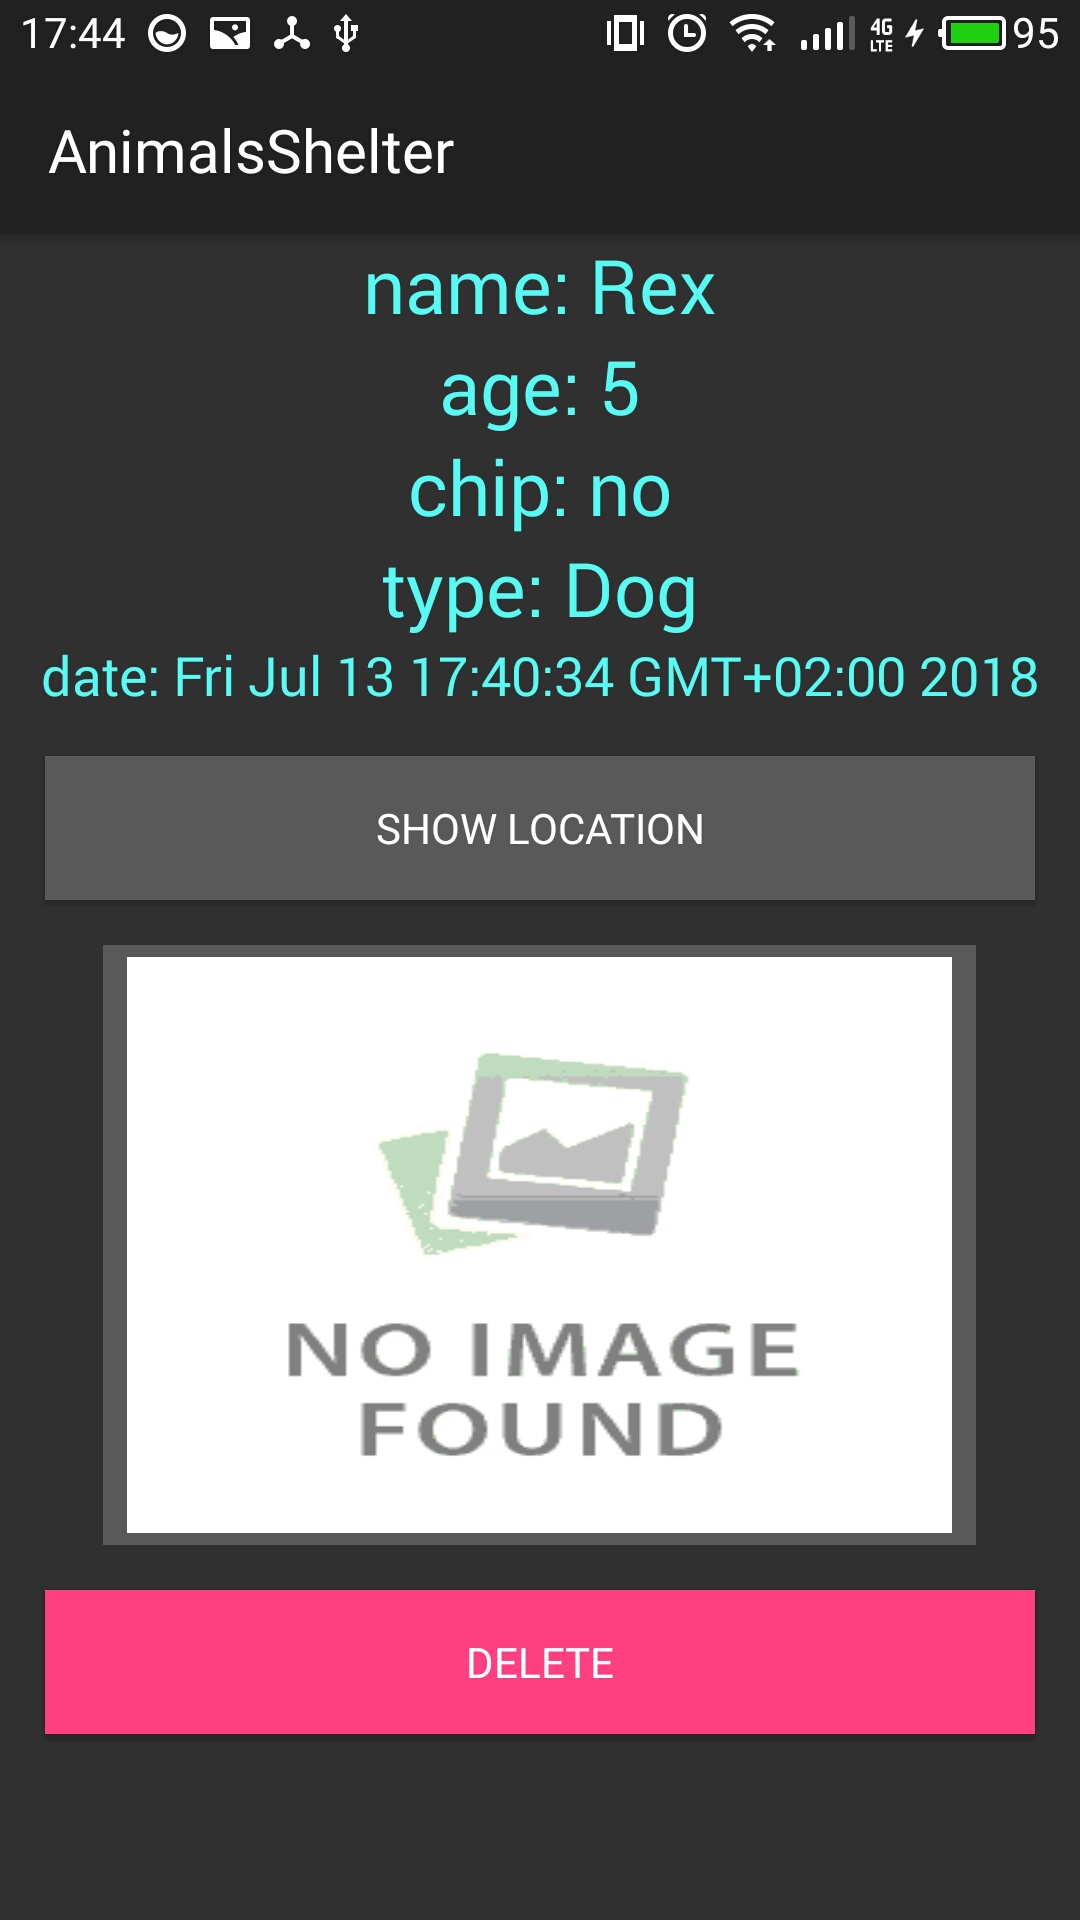 17:44 4G LTE 95
AnimalsShelter
name: Rex
age: 5
chip: no
type: Dog
date: Fri Jul 13 17:40:34 GMT+02:00 2018
SHOW LOCATION
NO IMAGE
FOUND
DELETE